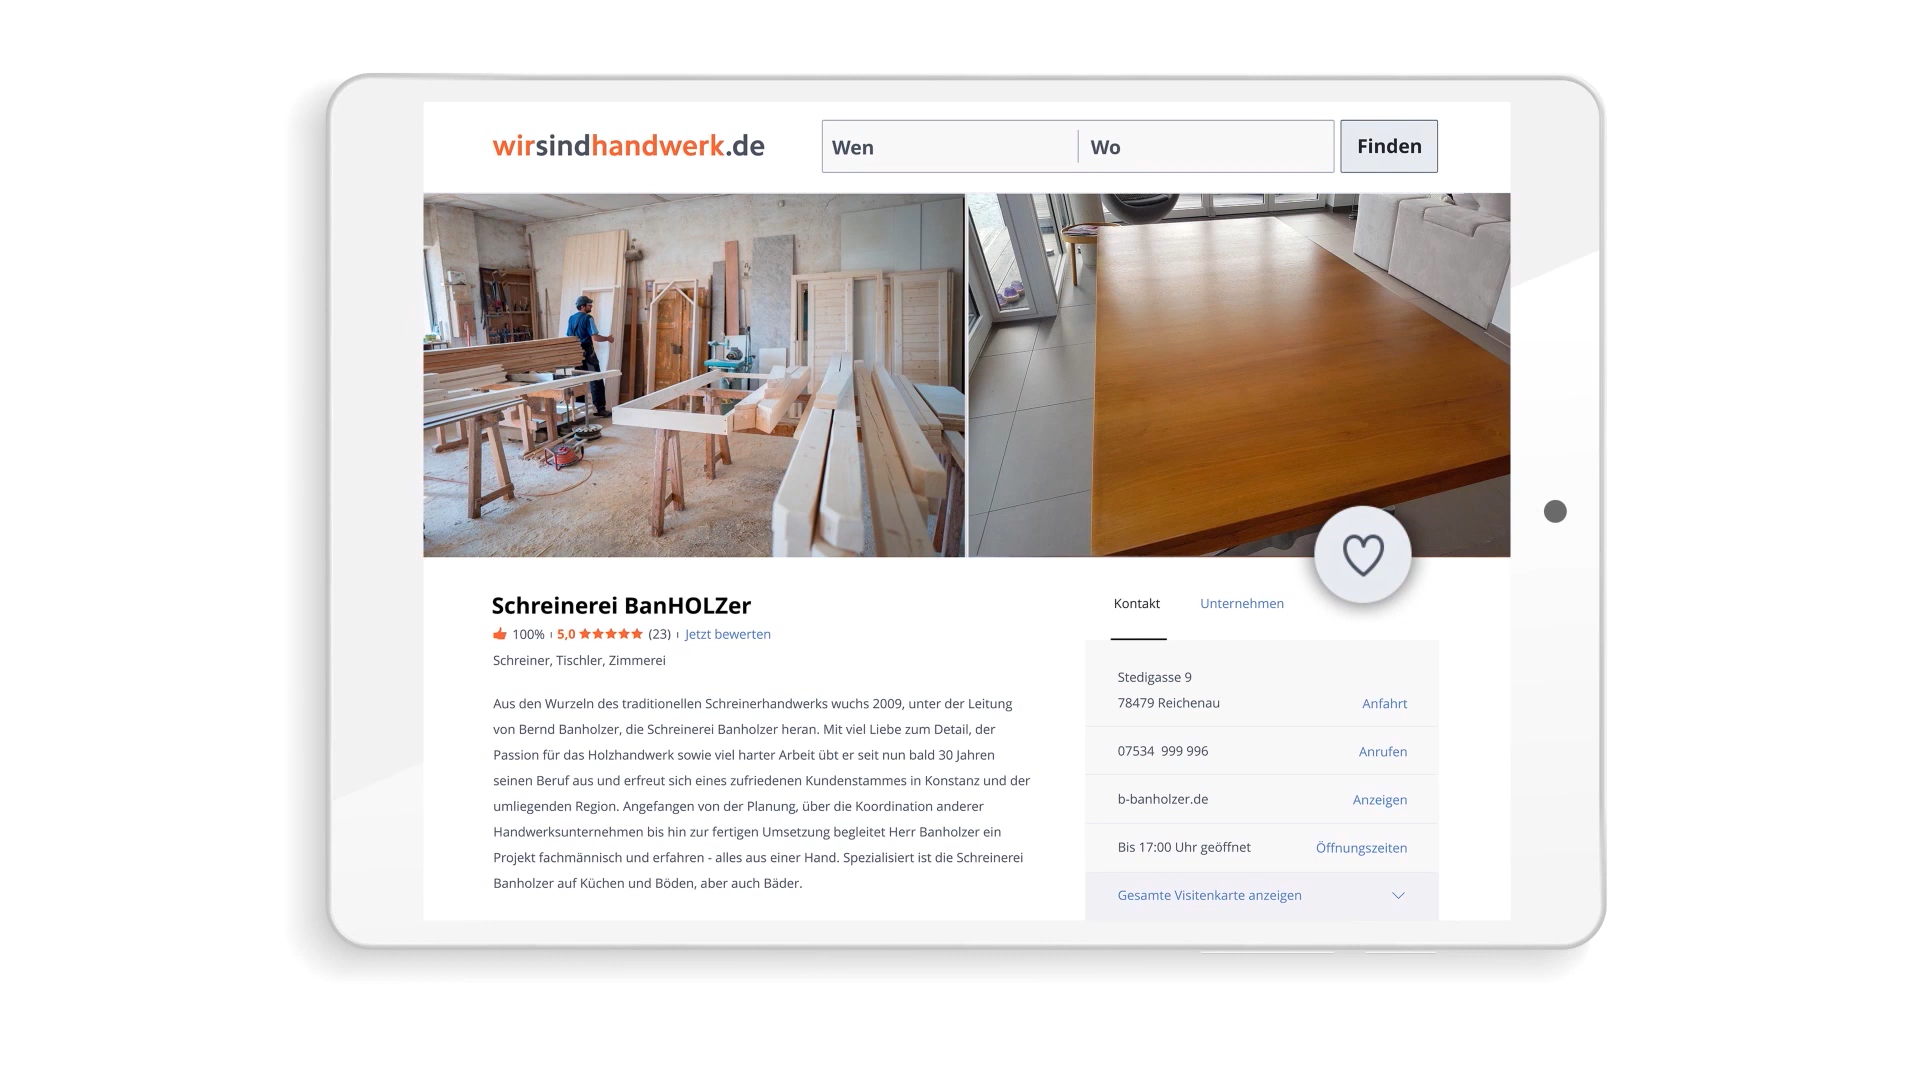 wirsindhandwerk.de
Wen
Wo
Finden
Schreinerei BanHOLZer
100% 5,0 (23) Jetzt bewerten
Schreiner, Tischler, Zimmerei
Aus den Wurzeln des traditionellen Schreinerhandwerks wuchs 2009, unter der Leitung
von Bernd Banholzer, die Schreinerei Banholzer heran. Mit viel Liebe zum Detail, der
Passion für das Holzhandwerk sowie viel harter Arbeit übt er seit nun bald 30 Jahren
seinen Beruf aus und erfreut sich eines zufriedenen Kundenstammes in Konstanz und der
umliegenden Region. Angefangen von der Planung, über die Koordination anderer
Handwerksunternehmen bis hin zur fertigen Umsetzung begleitet Herr Banholzer ein
Projekt fachmännisch und erfahren - alles aus einer Hand. Spezialisiert ist die Schreinerei
Banholzer auf Küchen und Böden, aber auch Bäder.
Kontakt
Unternehmen
Stedigasse 9
78479 Reichenau Anfahrt
07534 999 996 Anrufen
b-banholzer.de Anzeigen
Bis 17:00 Uhr geöffnet Öffnungszeiten
Gesamte Visitenkarte anzeigen